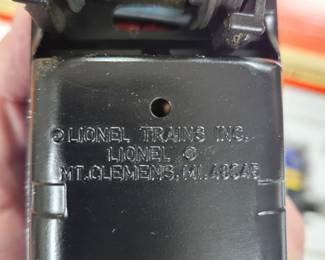 © LIONEL TRAINS INC.
LIONEL ®
MT. CLEMENS, MI. 48045